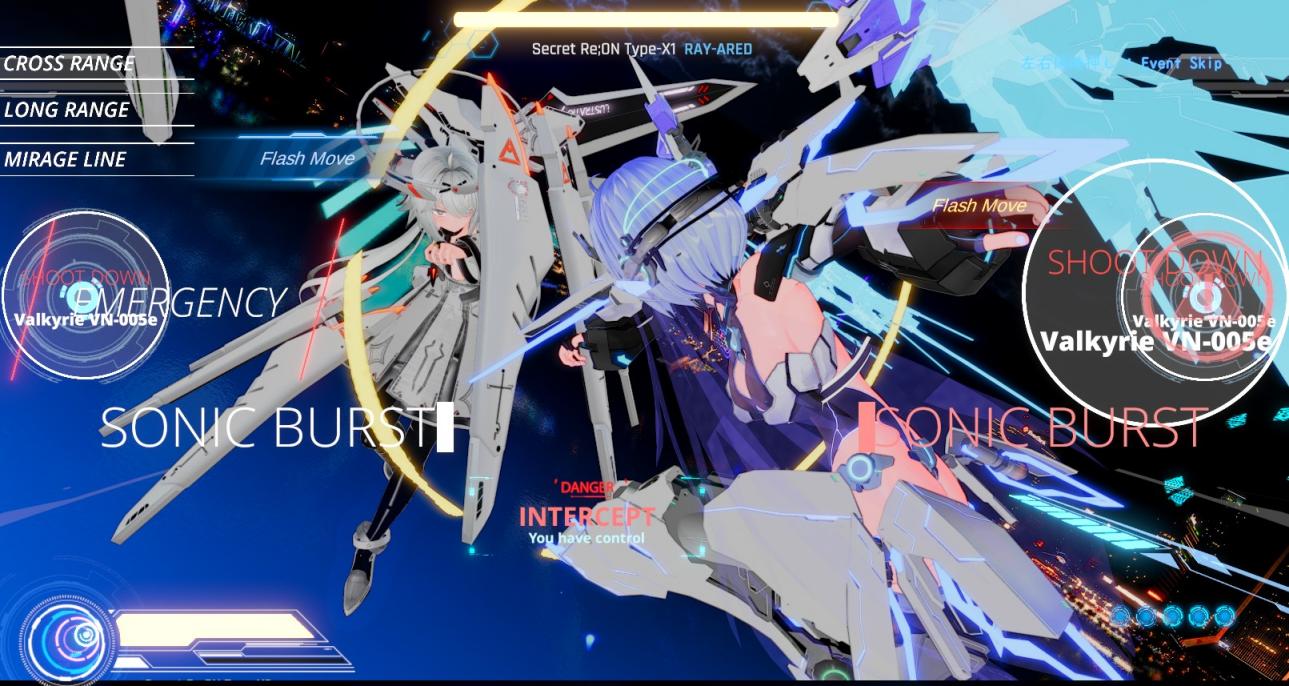 Secret Re;ON Type-X1 RAY-ARED
CROSS RANGE
LONG RANGE
MIRAGE LINE
Event Skip
Flash Move
Flash Move
SHOOT DOWN
EMERGENCY
Valkyrie VN-005e
SHOOT DOWN
SHOOT DOWN
Valkyrie VN-005e
Valkyrie VN-005e
SONIC BURST
SONIC BURST
DANGER
INTERCEPT
You have control